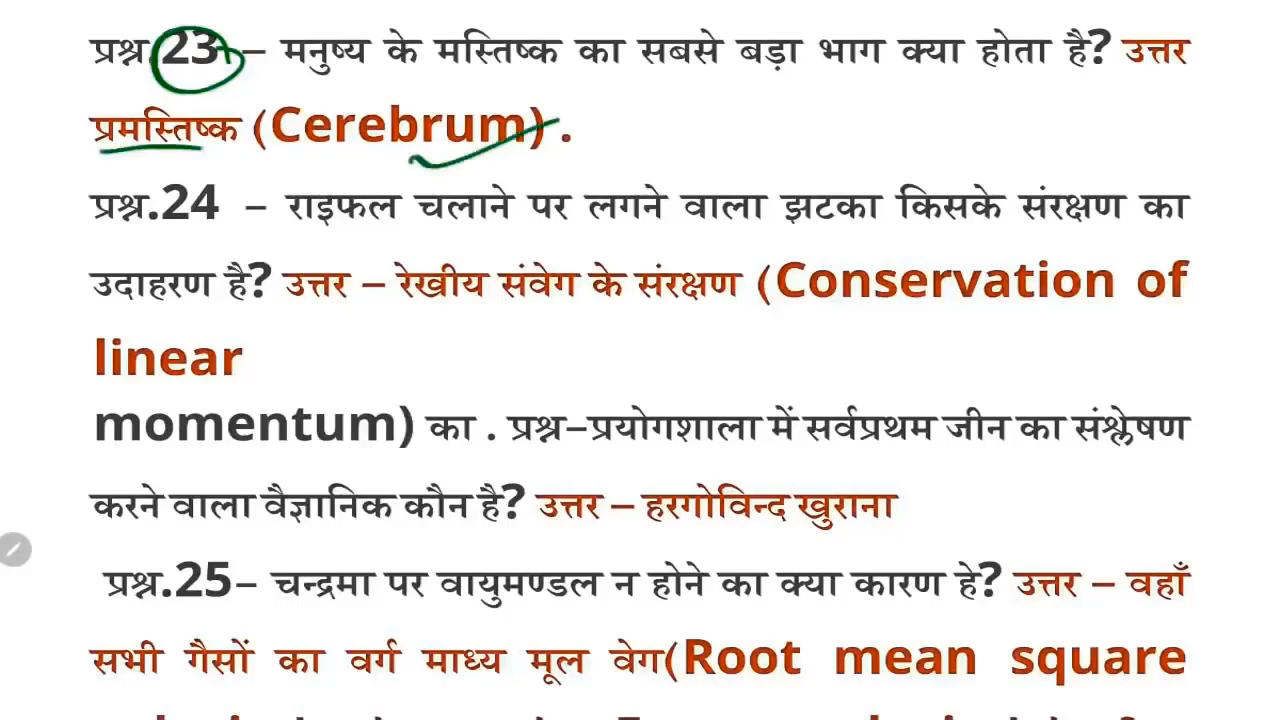 प्रश्न.23 – मनुष्य के मस्तिष्क का सबसे बड़ा भाग क्या होता है? उत्तर
प्रमस्तिष्क (Cerebrum) .
प्रश्न.24 – राइफल चलाने पर लगने वाला झटका किसके संरक्षण का
उदाहरण है? उत्तर – रेखीय संवेग के संरक्षण (Conservation of
linear
momentum) का . प्रश्न–प्रयोगशाला में सर्वप्रथम जीन का संश्लेषण
करने वाला वैज्ञानिक कौन है? उत्तर – हरगोविन्द खुराना
प्रश्न.25– चन्द्रमा पर वायुमण्डल न होने का क्या कारण हे? उत्तर – वहाँ
सभी गैसों का वर्ग माध्य मूल वेग(Root mean square